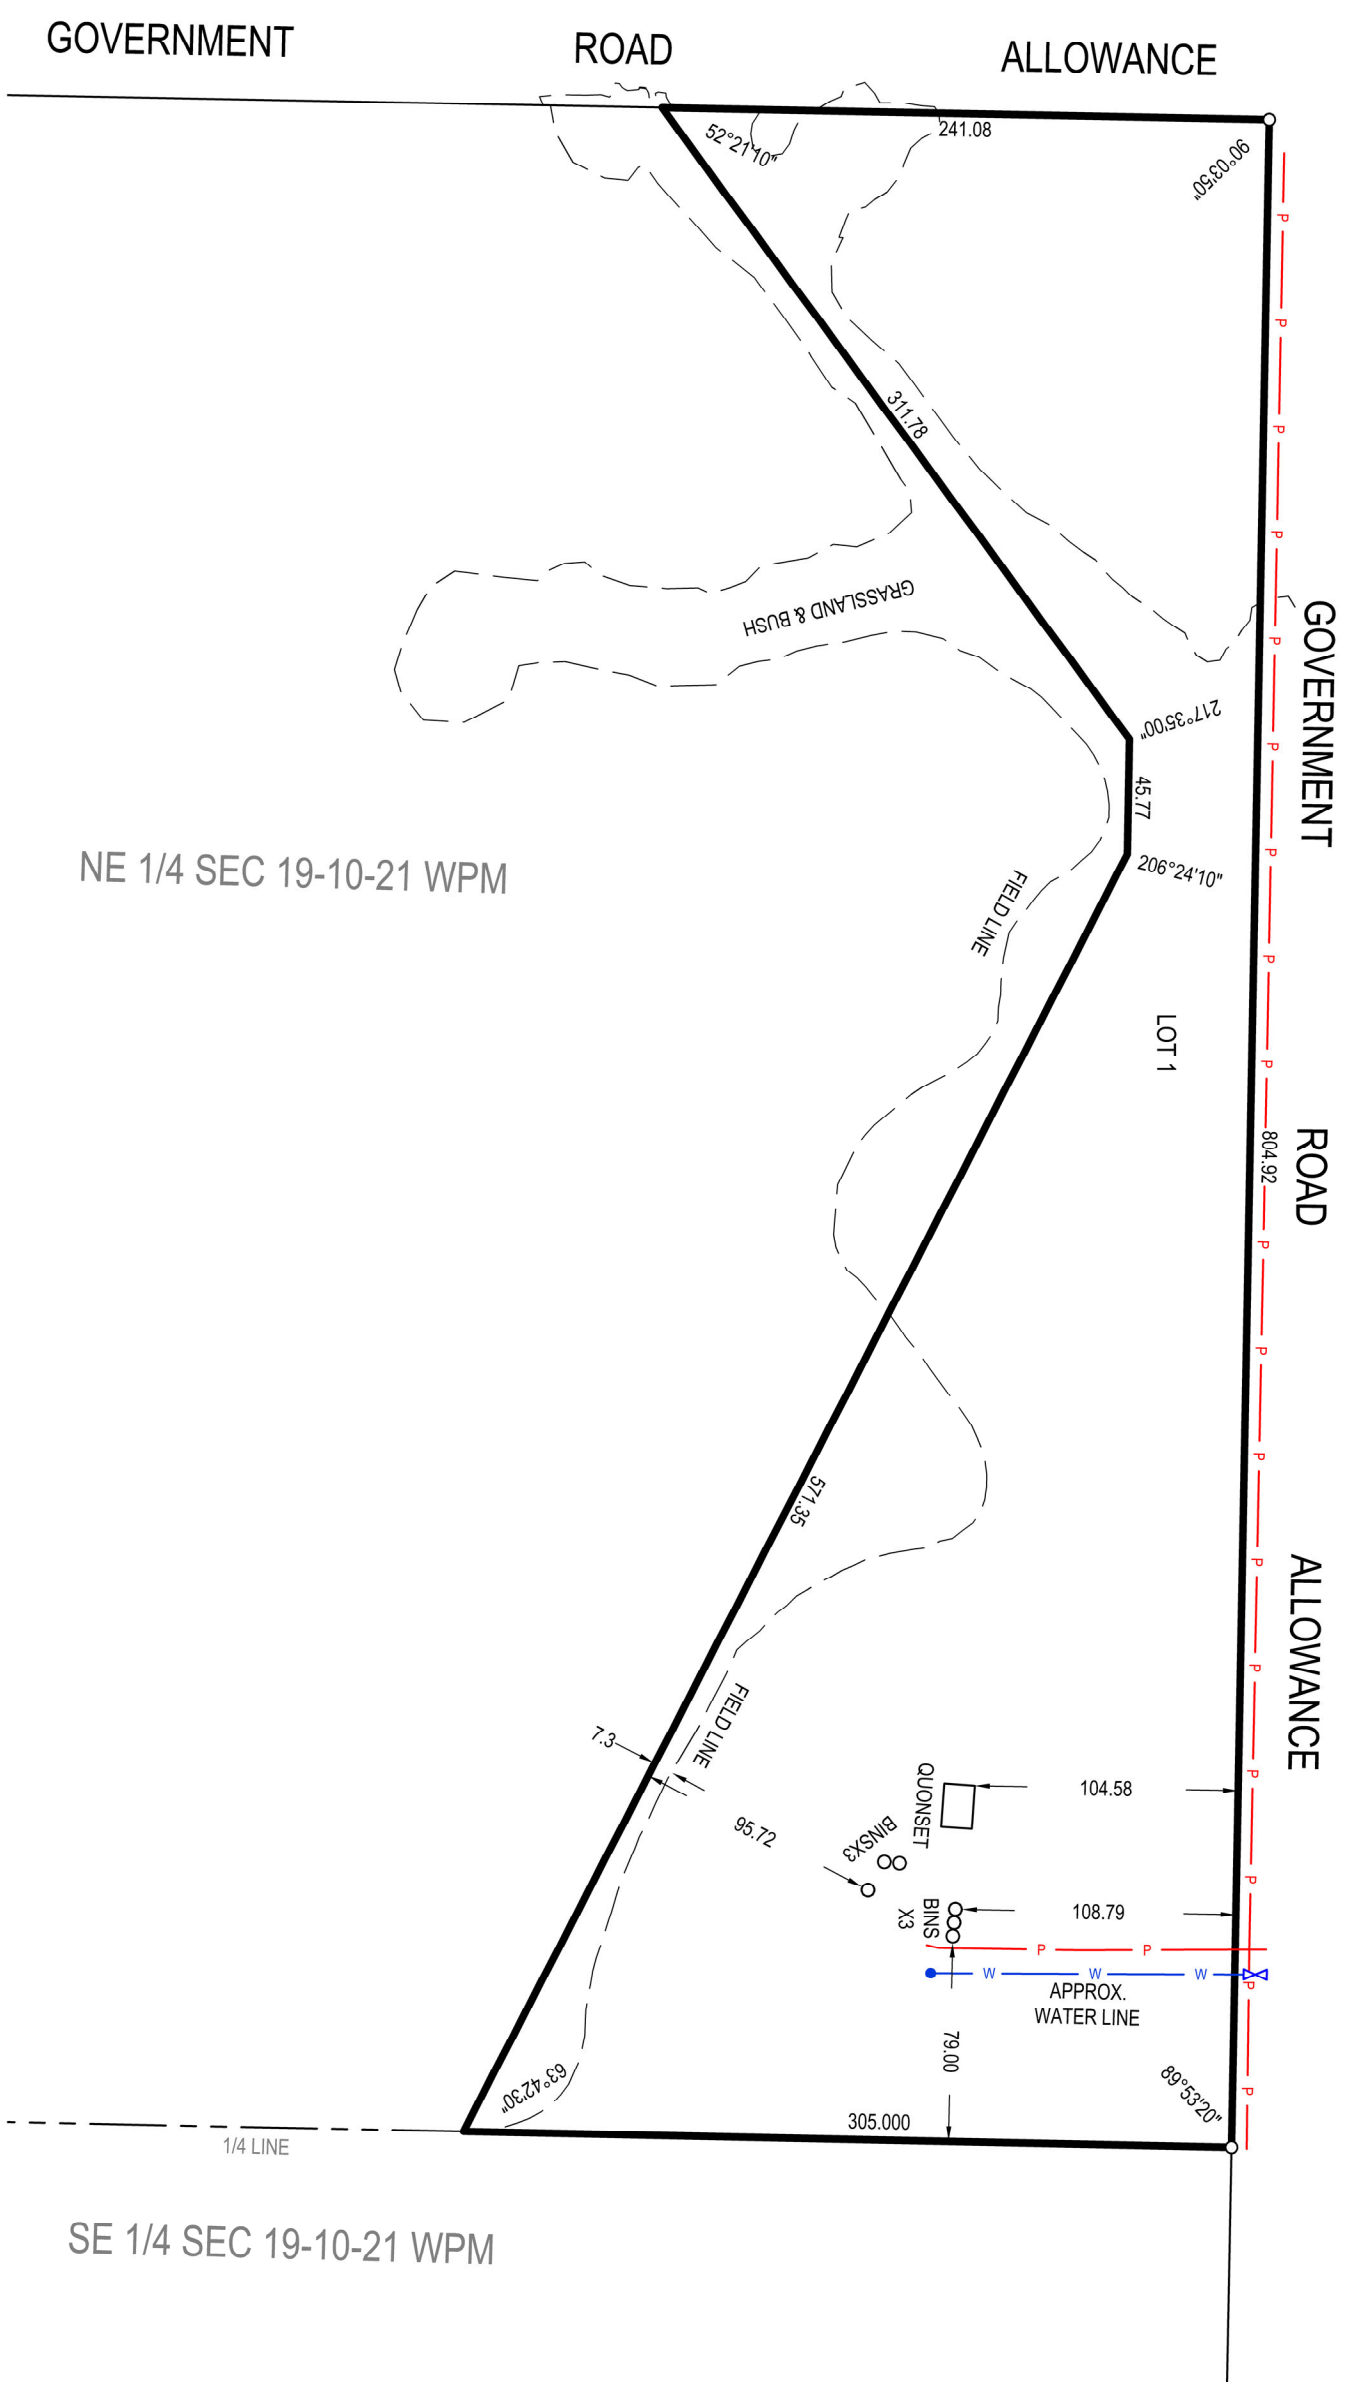 GOVERNMENT ROAD ALLOWANCE
241.08
52°21'10"
90°03'50"
P
P
P
P
P
311.78
GRASSLAND & BUSH
GOVERNMENT
P
217°35'00"
P
45.77
P
206°24'10"
NE 1/4 SEC 19-10-21 WPM
FIELD LINE
P
LOT 1
P
804.92
ROAD
P
P
P
571.35
ALLOWANCE
P
P
FIELD LINE
7.3
P
QUONSET
104.58
95.72
BINSX3
P
BINS
X3
108.79
P P
W W W
P
APPROX.
WATER LINE
79.00
63°42'30"
89°53'20"
P
305.000
1/4 LINE
SE 1/4 SEC 19-10-21 WPM